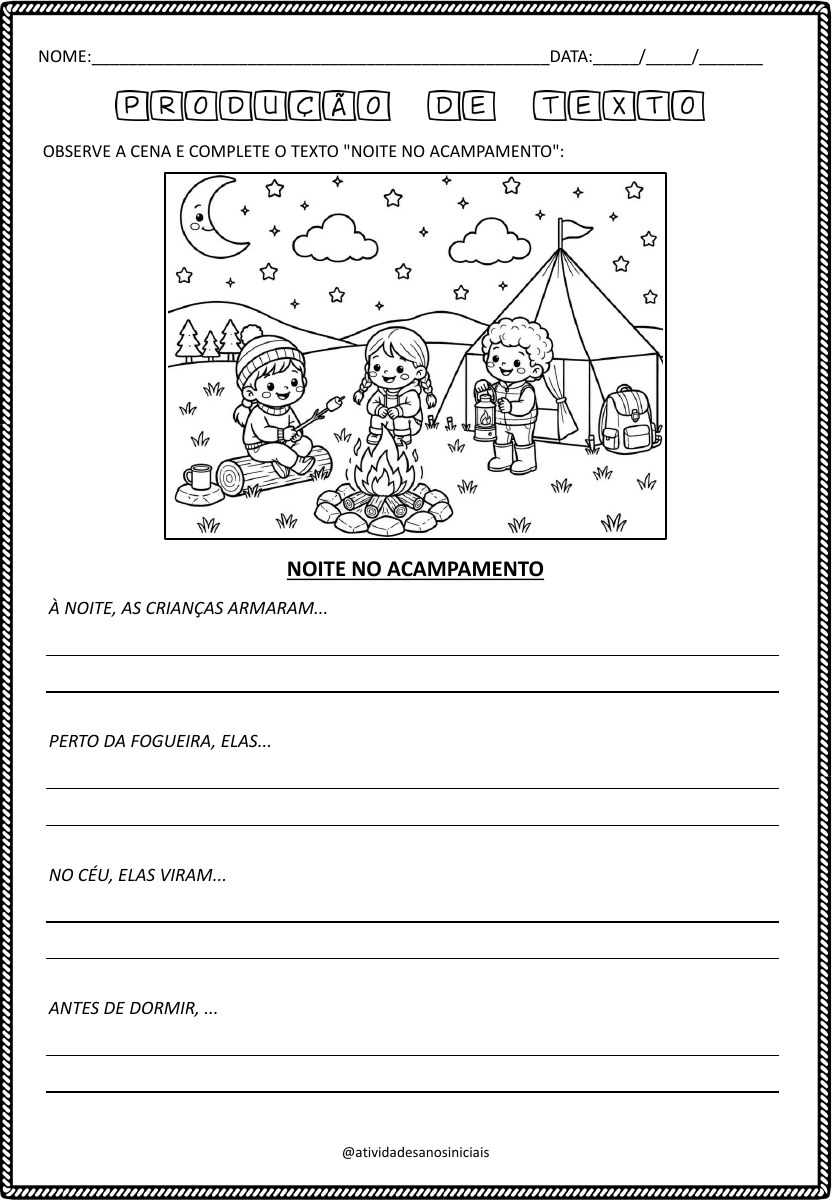 NOME:__________________________________________________DATA:_____/_____/_______
PRODUÇÃO DE TEXTO
OBSERVE A CENA E COMPLETE O TEXTO "NOITE NO ACAMPAMENTO":
NOITE NO ACAMPAMENTO
À NOITE, AS CRIANÇAS ARMARAM...
PERTO DA FOGUEIRA, ELAS...
NO CÉU, ELAS VIRAM...
ANTES DE DORMIR, ...
@atividadesanosiniciais